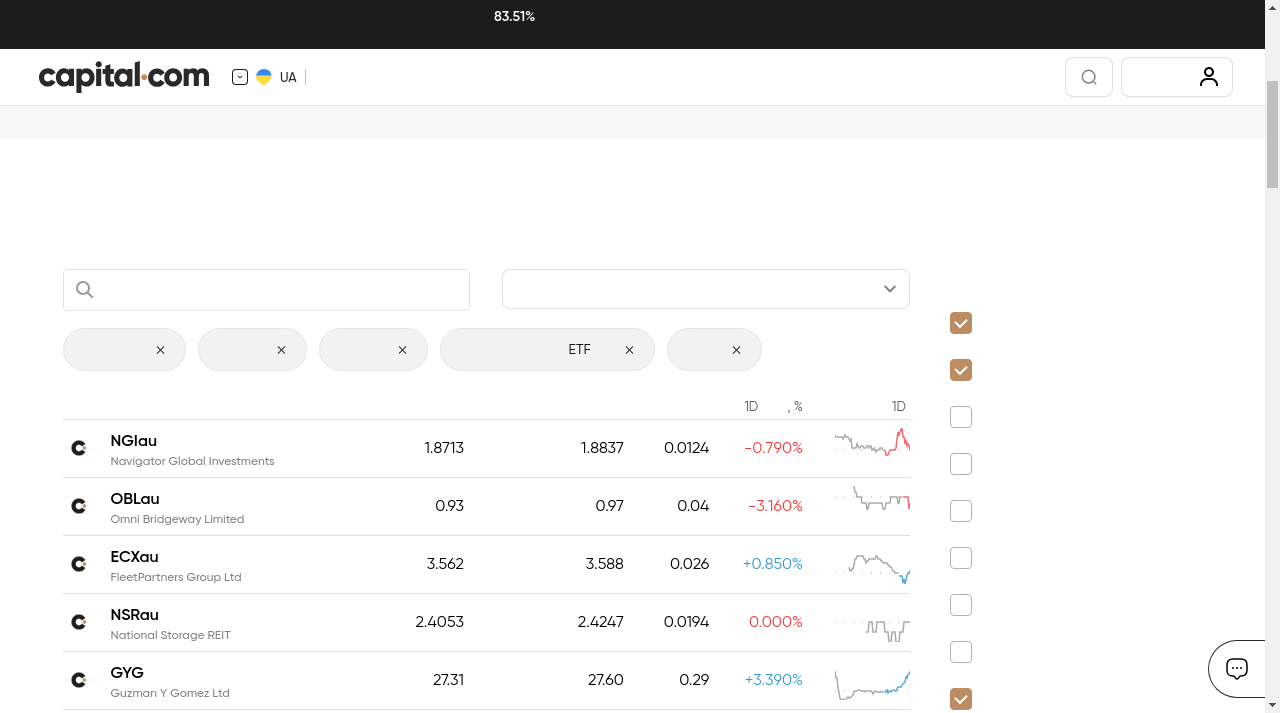 83.51%
capital.com
UA
ETF
1D , % 1D
NGIau 1.8713 1.8837 0.0124 -0.790%
Navigator Global Investments
OBLau 0.93 0.97 0.04 -3.160%
Omni Bridgeway Limited
ECXau 3.562 3.588 0.026 +0.850%
FleetPartners Group Ltd
NSRau 2.4053 2.4247 0.0194 0.000%
National Storage REIT
GYG 27.31 27.60 0.29 +3.390%
Guzman Y Gomez Ltd